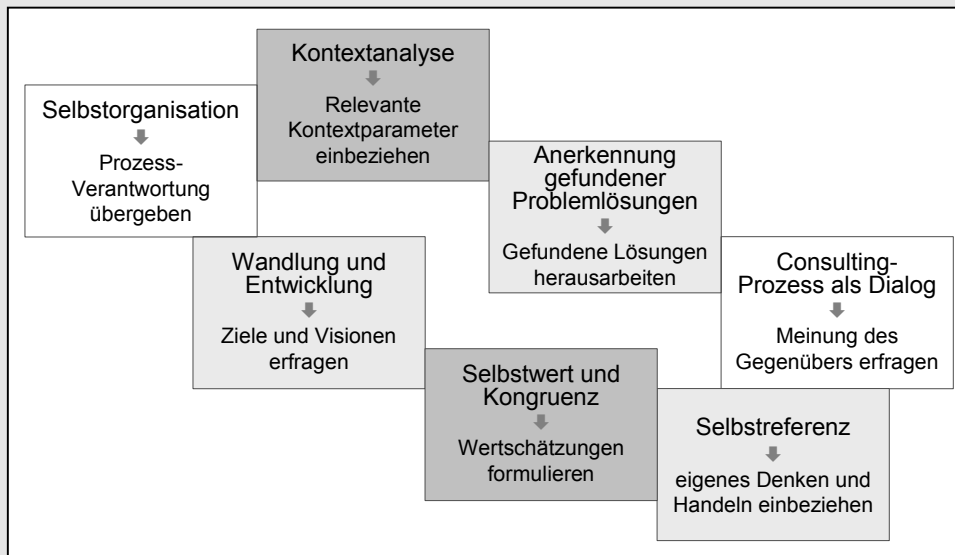 Kontextanalyse
Relevante
Kontextparameter
einbeziehen
Selbstorganisation
Prozess-
Verantwortung
übergeben
Anerkennung
gefundener
Problemlösungen
Gefundene Lösungen
herausarbeiten
Wandlung und
Entwicklung
Ziele und Visionen
erfragen
Consulting-
Prozess als Dialog
Meinung des
Gegenübers erfragen
Selbstwert und
Kongruenz
Wertschätzungen
formulieren
Selbstreferenz
eigenes Denken und
Handeln einbeziehen